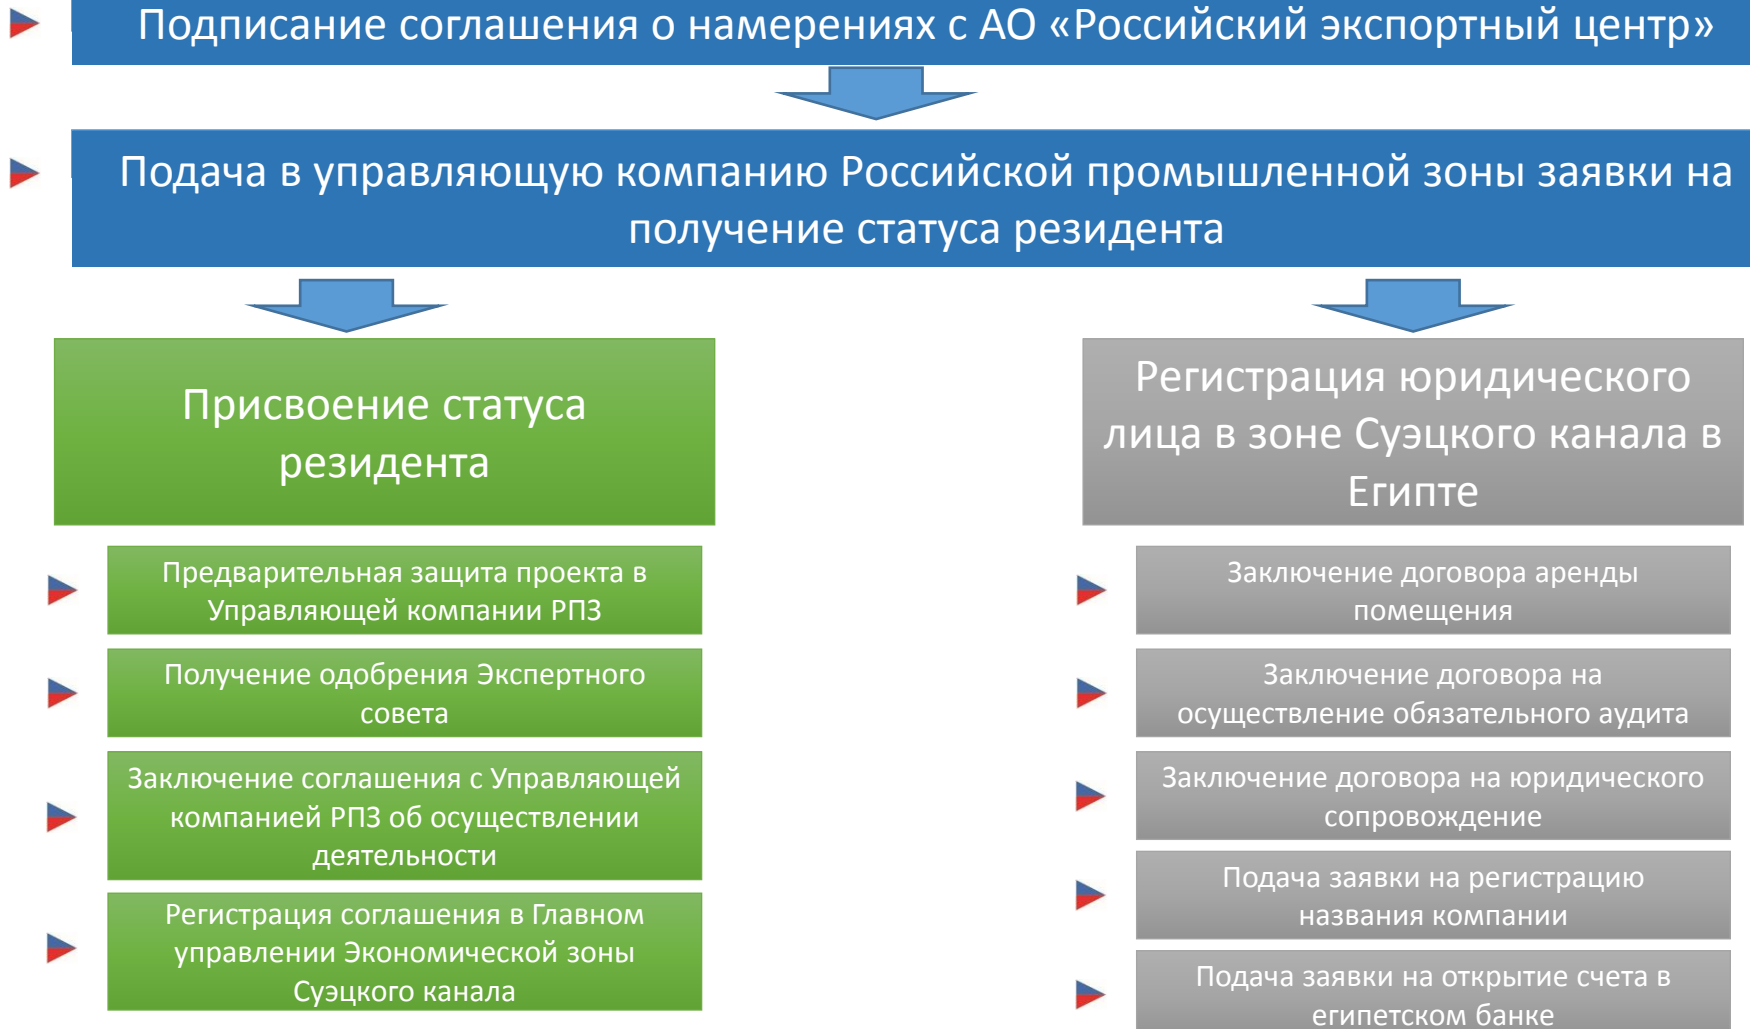 Подписание соглашения о намерениях с АО «Российский экспортный центр»
Подача в управляющую компанию Российской промышленной зоны заявки на
получение статуса резидента
Присвоение статуса
резидента
Предварительная защита проекта в
Управляющей компании РПЗ
Получение одобрения Экспертного
совета
Заключение соглашения с Управляющей
компанией РПЗ об осуществлении
деятельности
Регистрация соглашения в Главном
управлении Экономической зоны
Суэцкого канала
Регистрация юридического
лица в зоне Суэцкого канала в
Египте
Заключение договора аренды
помещения
Заключение договора на
осуществление обязательного аудита
Заключение договора на юридического
сопровождение
Подача заявки на регистрацию
названия компании
Подача заявки на открытие счета в
египетском банке